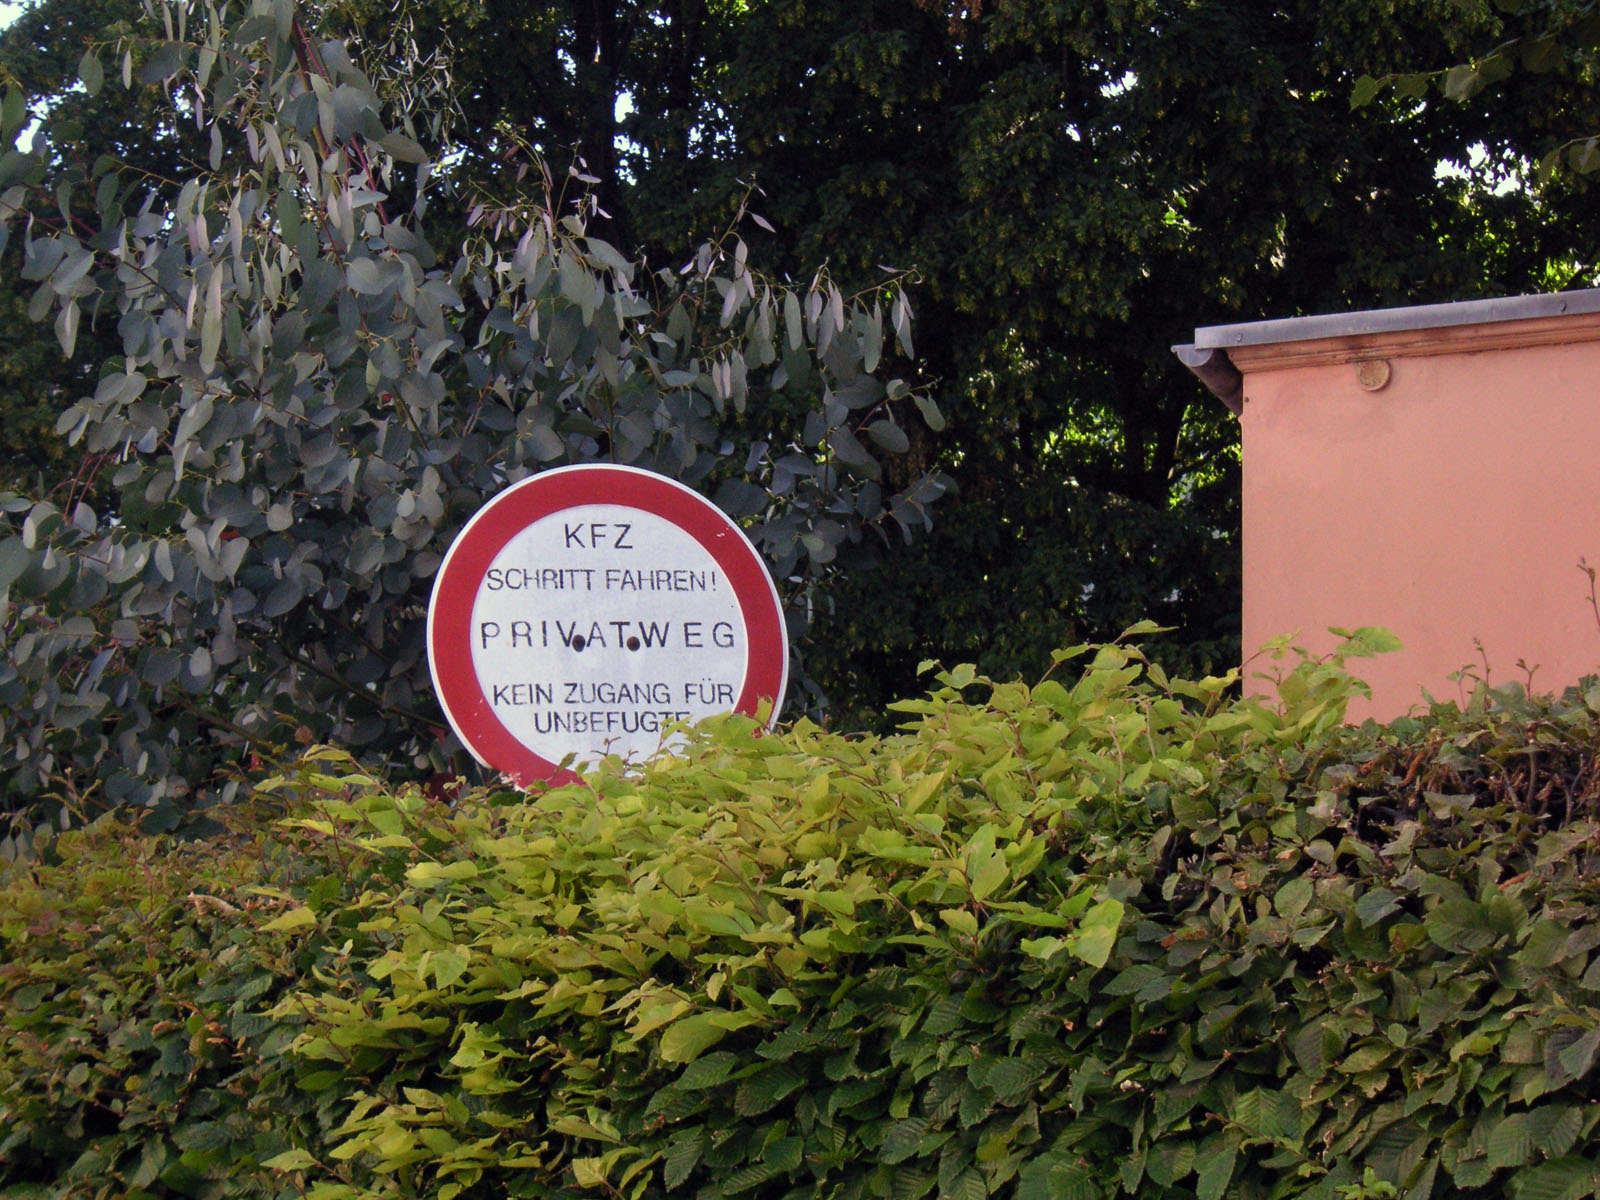 KFZ
SCHRITT FAHREN!
PRIVATWEG
KEIN ZUGANG FÜR
UNBEFUGTE